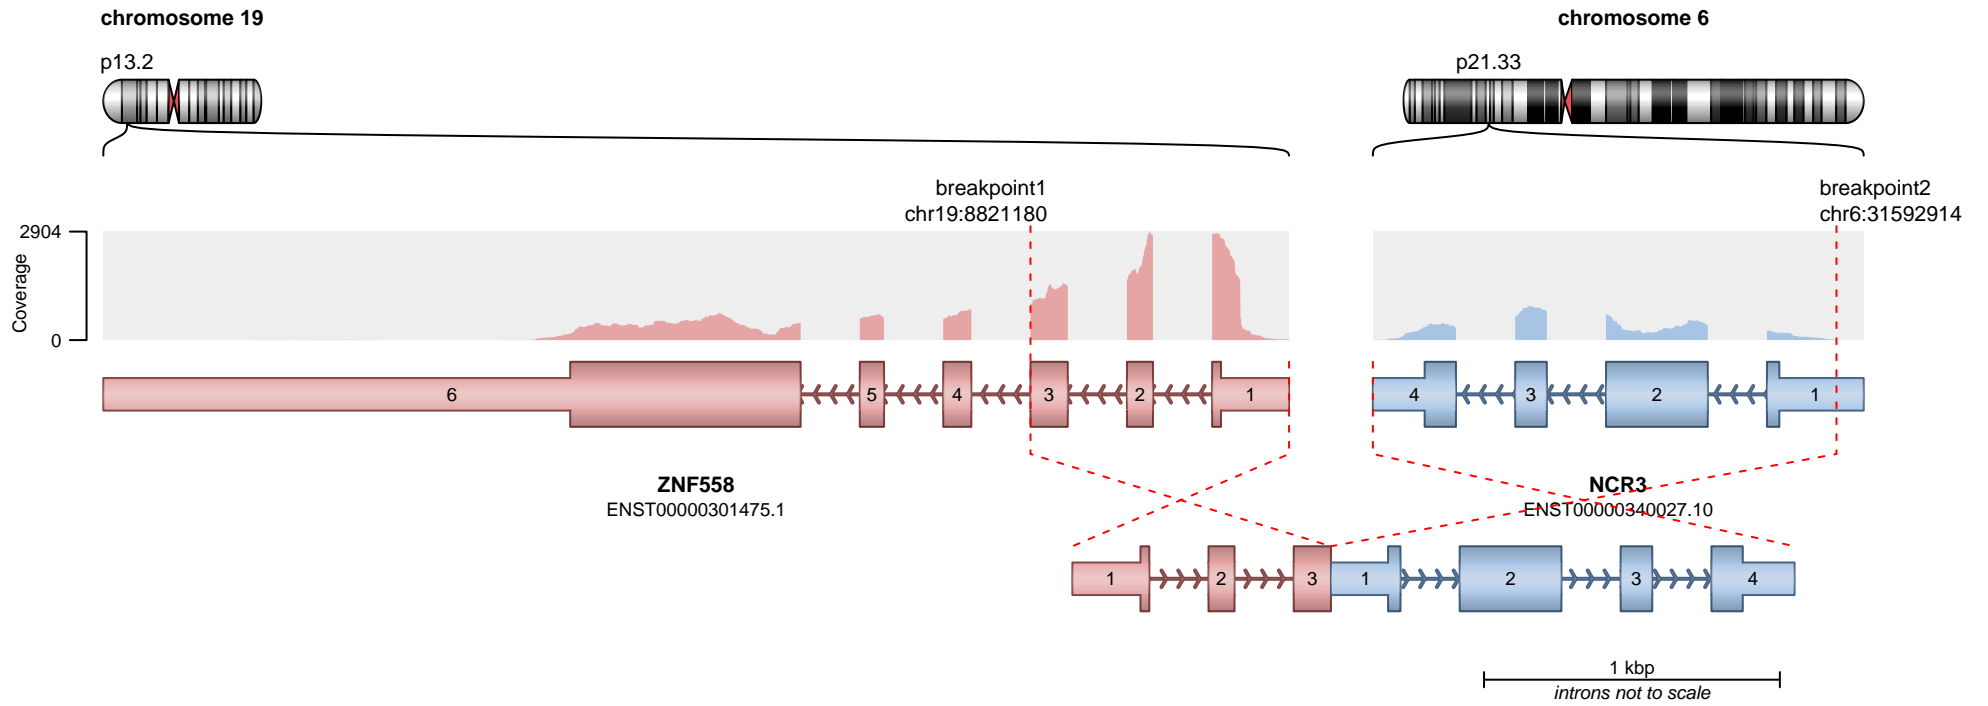 chromosome 19
chromosome 6
p13.2
p21.33
breakpoint1
chr19:8821180
breakpoint2
chr6:31592914
2904
0
Coverage
6
5
4
3
2
1
4
3
2
1
ZNF558
ENST00000301475.1
NCR3
ENST00000340027.10
1
2
3
1
2
3
4
1 kbp
introns not to scale